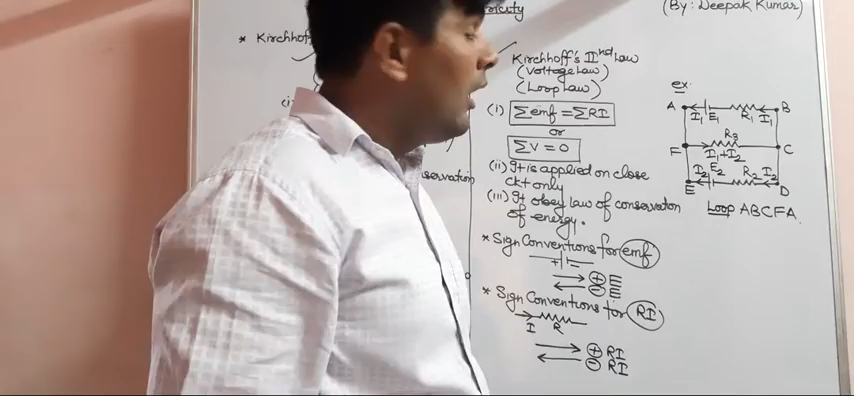 (By: Deepak Kumar)
* Kirchhof
Kirchhoff's IInd Law
(Voltage Law)
(Loop Law)
(i) Σemf = ΣRI
or
ΣV = 0
(ii) It is applied on close
ckt only
(iii) It obey law of conservaton
of energy.
servation
* Sign Conventions for emf
+ -
⊕ E
⊖ E
* Sign Conventions for RI
I R
⊕ RI
⊖ RI
ex:
A I1 E1 R1 I1 B
R3
F I1+I2 C
I2 E2 R2 I2
E D
Loop ABCFA.